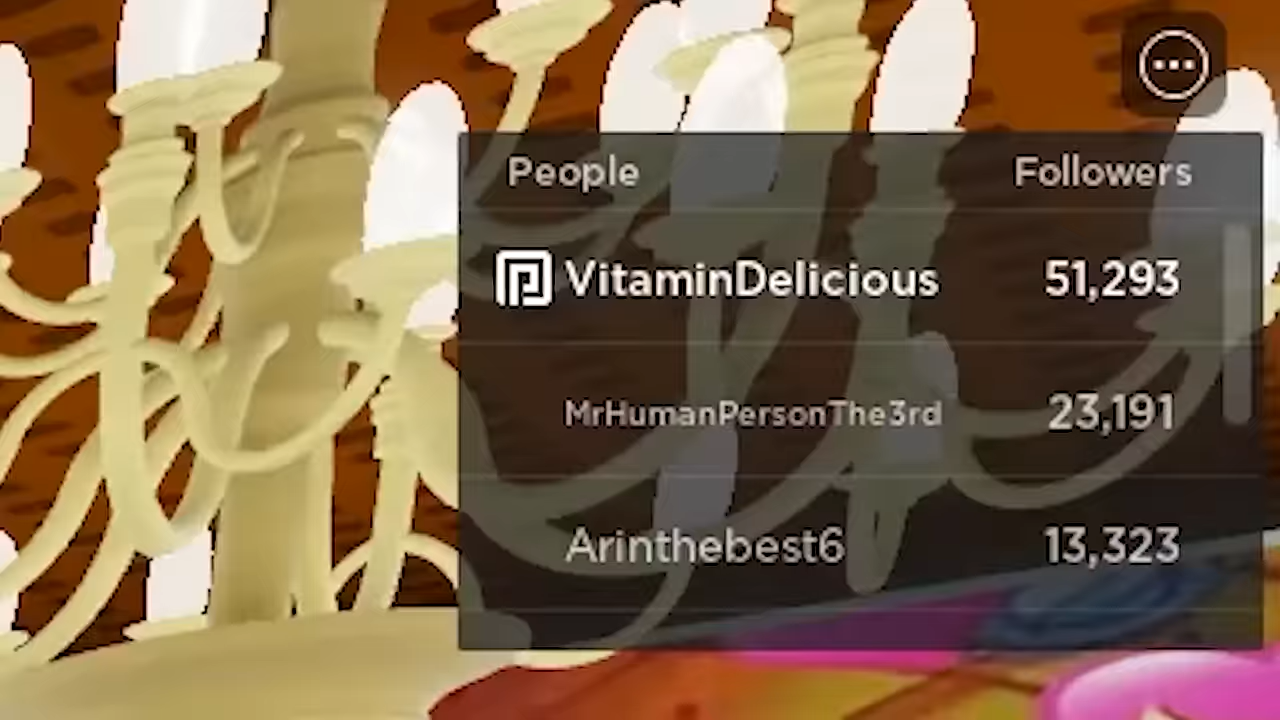 People Followers
VitaminDelicious 51,293
MrHumanPersonThe3rd 23,191
Arinthebest6 13,323